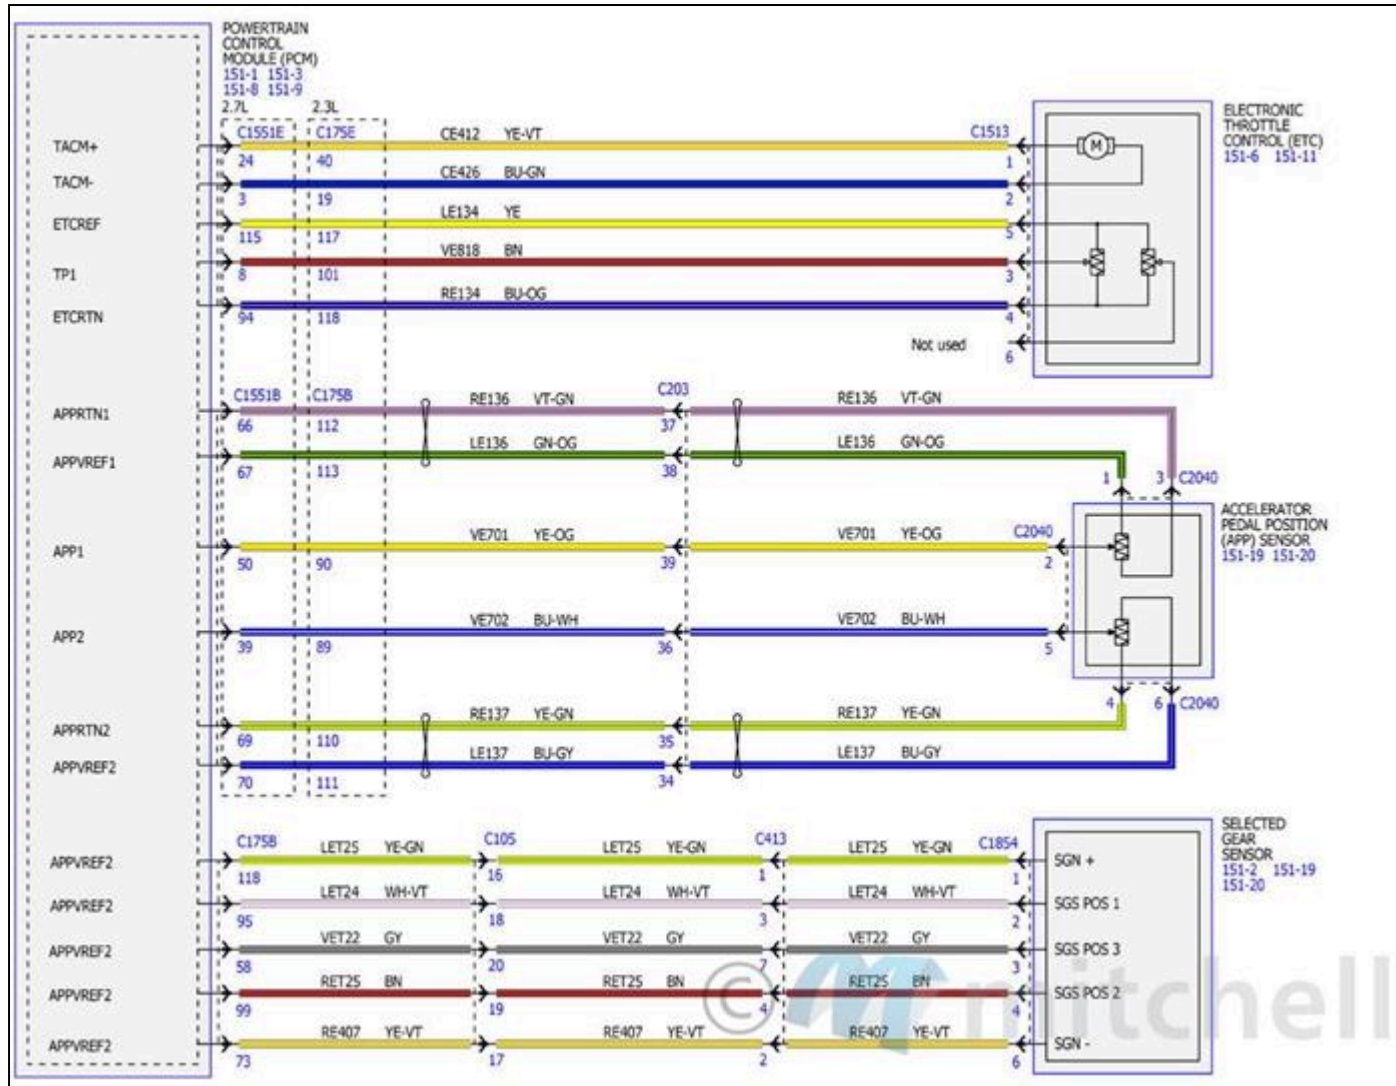 POWERTRAIN
CONTROL
MODULE (PCM)
151-1 151-3
151-8 151-9
2.7L 2.3L
C1551E C175E CE412 YE-VT C1513
TACM+ 24 40 1
CE426 BU-GN
TACM- 3 19 2
LE134 YE
ETCREF 115 117 5
VE818 BN
TP1 8 101 3
RE134 BU-OG
ETCRTN 94 118 4
Not used 6
M
ELECTRONIC
THROTTLE
CONTROL (ETC)
151-6 151-11
C1551B C175B RE136 VT-GN C203 RE136 VT-GN
APPRTN1 66 112 37
LE136 GN-OG LE136 GN-OG
APPVREF1 67 113 38 1 3 C2040
ACCELERATOR
PEDAL POSITION
(APP) SENSOR
151-19 151-20
VE701 YE-OG VE701 YE-OG C2040
APP1 50 90 39 2
VE702 BU-WH VE702 BU-WH
APP2 39 89 36 5
RE137 YE-GN RE137 YE-GN 4 6 C2040
APPRTN2 69 110 35
LE137 BU-GY LE137 BU-GY
APPVREF2 70 111 34
SELECTED
GEAR
SENSOR
151-2 151-19
151-20
C175B LET25 YE-GN C105 LET25 YE-GN C413 LET25 YE-GN C1854
APPVREF2 118 16 1 1 SGN +
LET24 WH-VT LET24 WH-VT LET24 WH-VT
APPVREF2 95 18 3 2 SGS POS 1
VET22 GY VET22 GY VET22 GY
APPVREF2 58 20 7 3 SGS POS 3
RET25 BN RET25 BN RET25 BN
APPVREF2 99 19 4 4 SGS POS 2
RE407 YE-VT RE407 YE-VT RE407 YE-VT
APPVREF2 73 17 2 6 SGN -
© mitchell